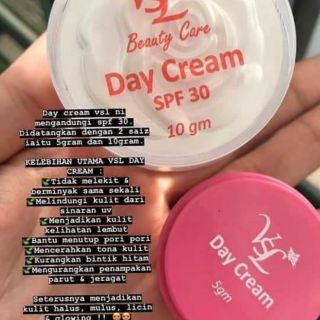 VSL
Beauty Care
Day Cream
SPF 30
10 gm
Day cream vsl ni
mengandungi spf 30.
Didatangkan dengan 2 saiz
iaitu 5gram dan 10gram.
KELEBIHAN UTAMA VSL DAY
CREAM :
🌿Tidak melekit &
berminyak sama sekali
🌿Melindungi kulit dari
sinaran uv
🌿Menjadikan kulit
kelihatan lembut
🌿Bantu menutup pori pori
🌿Mencerahkan tona kulit
🌿Kurangkan bintik hitam
🌿Mengurangkan penampakan
parut & jeragat
Seterusnya menjadikan
kulit halus, mulus, licin
& glowing !! 😍😍
VSL
Day Cream
5gm